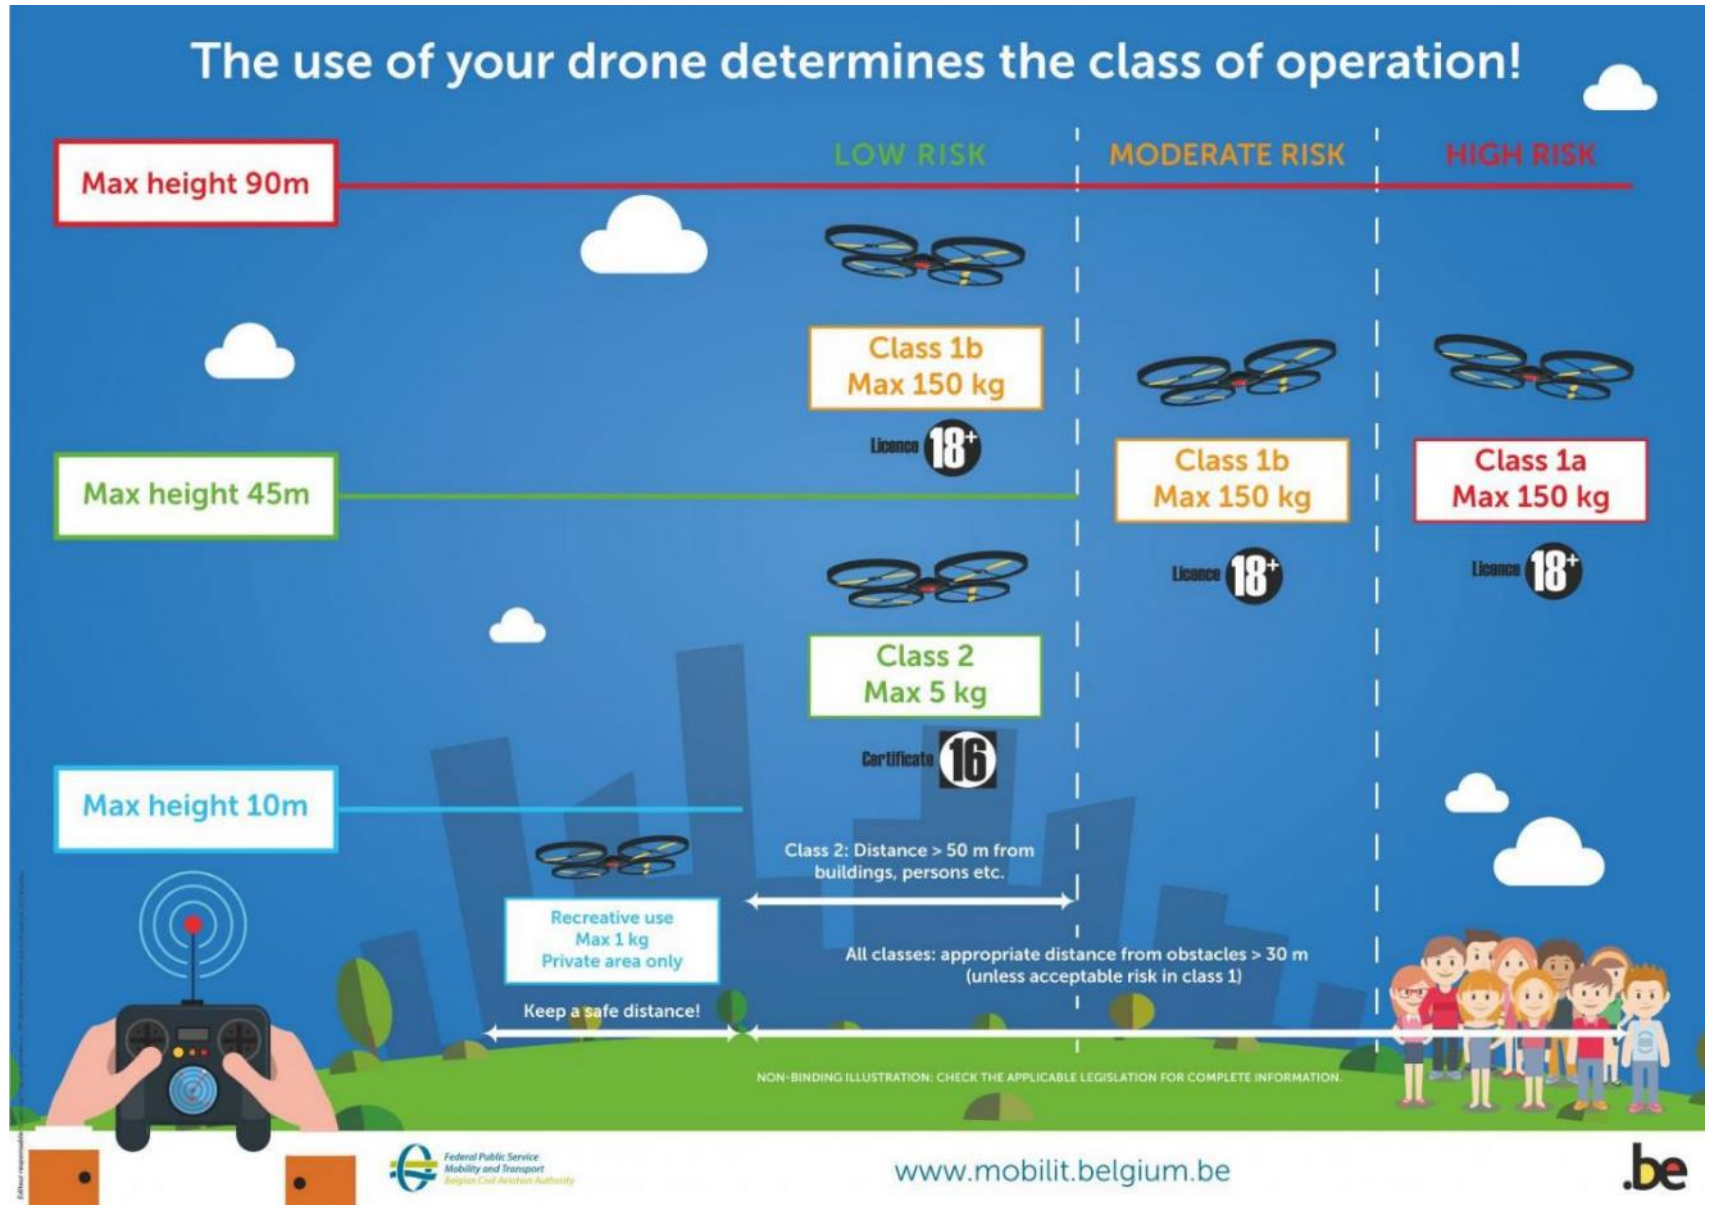 The use of your drone determines the class of operation!
LOW RISK
MODERATE RISK
HIGH RISK
Max height 90m
Class 1b
Max 150 kg
Licence 18+
Class 1b
Max 150 kg
Licence 18+
Class 1a
Max 150 kg
Licence 18+
Max height 45m
Class 2
Max 5 kg
Certificate 16
Max height 10m
Class 2: Distance > 50 m from
buildings, persons etc.
Recreative use
Max 1 kg
Private area only
All classes: appropriate distance from obstacles > 30 m
(unless acceptable risk in class 1)
Keep a safe distance!
NON-BINDING ILLUSTRATION: CHECK THE APPLICABLE LEGISLATION FOR COMPLETE INFORMATION.
Federal Public Service
Mobility and Transport
Belgian Civil Aviation Authority
www.mobilit.belgium.be
.be
Editeur responsable